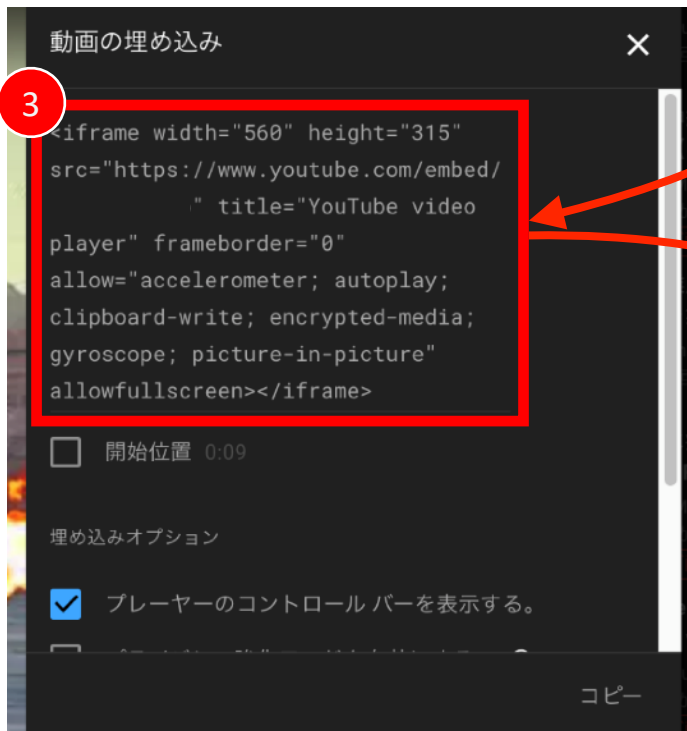 動画の埋め込み
3
<iframe width="560" height="315"
src="https://www.youtube.com/embed/
" title="YouTube video
player" frameborder="0"
allow="accelerometer; autoplay;
clipboard-write; encrypted-media;
gyroscope; picture-in-picture"
allowfullscreen></iframe>
開始位置 0:09
埋め込みオプション
プレーヤーのコントロール バーを表示する。
コピー